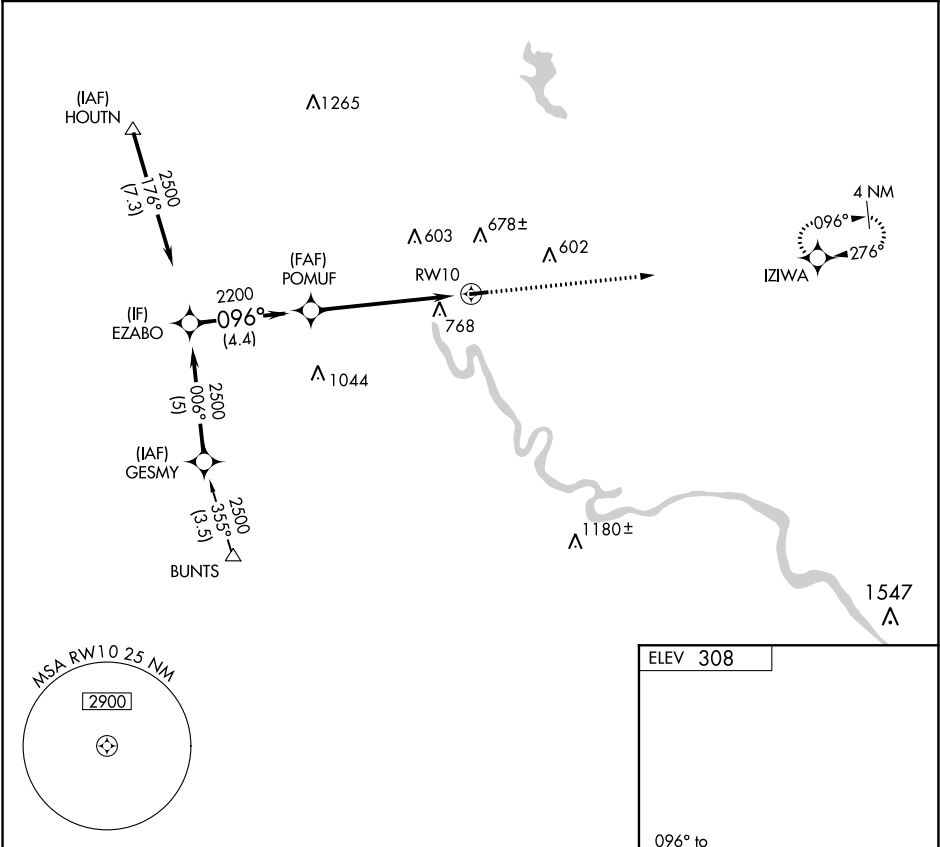 (IAF)
HOUTN
1265
2500
176°
(7.3)
4 NM
096°
276°
IZIWA
603
678±
602
(FAF)
POMUF
RW10
(IF)
EZABO
2200
096°
(4.4)
768
1044
2500
006°
(5)
(IAF)
GESMY
2500
355°
(3.5)
BUNTS
1180±
1547
MSA RW10 25 NM
2900
ELEV 308
096° to